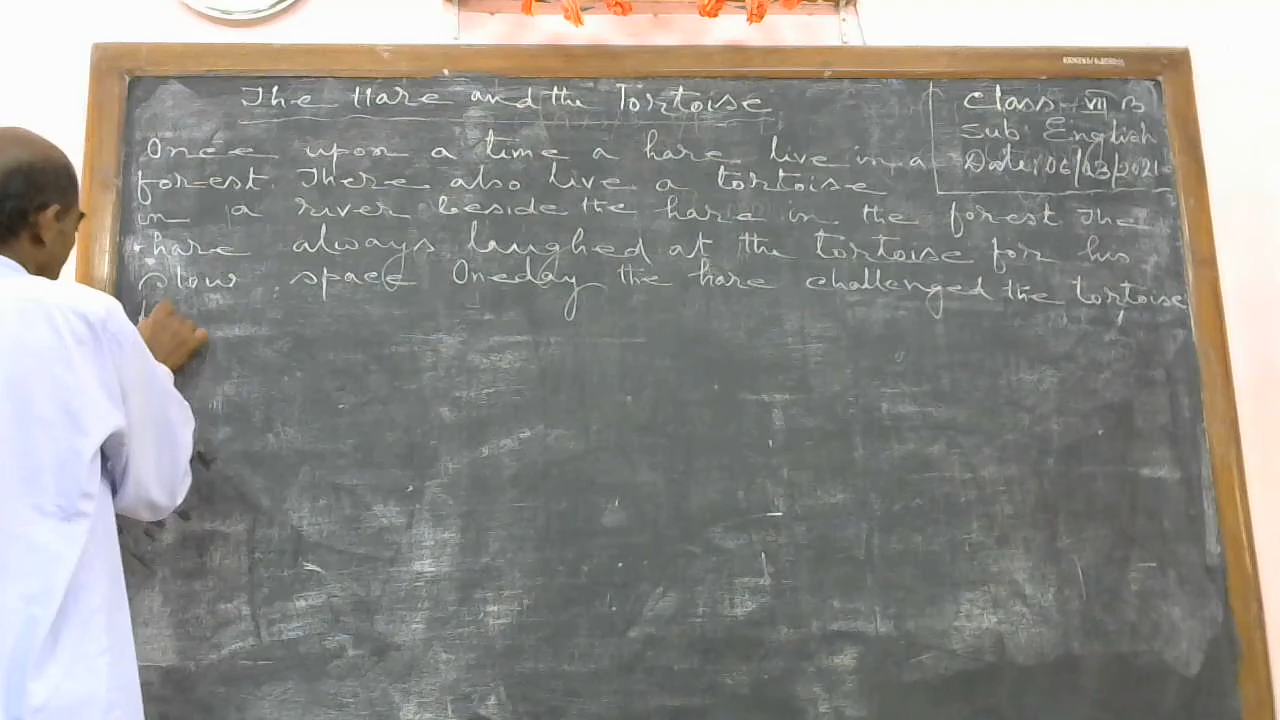 The Hare and the Tortoise
Class VII B
Sub: English
Date: 06/03/2021
Once upon a time a hare live in a
forest. There also live a tortoise
in a river beside the hare in the forest The
hare always laughed at the tortoise for his
slow space Oneday the hare challenged the tortoise